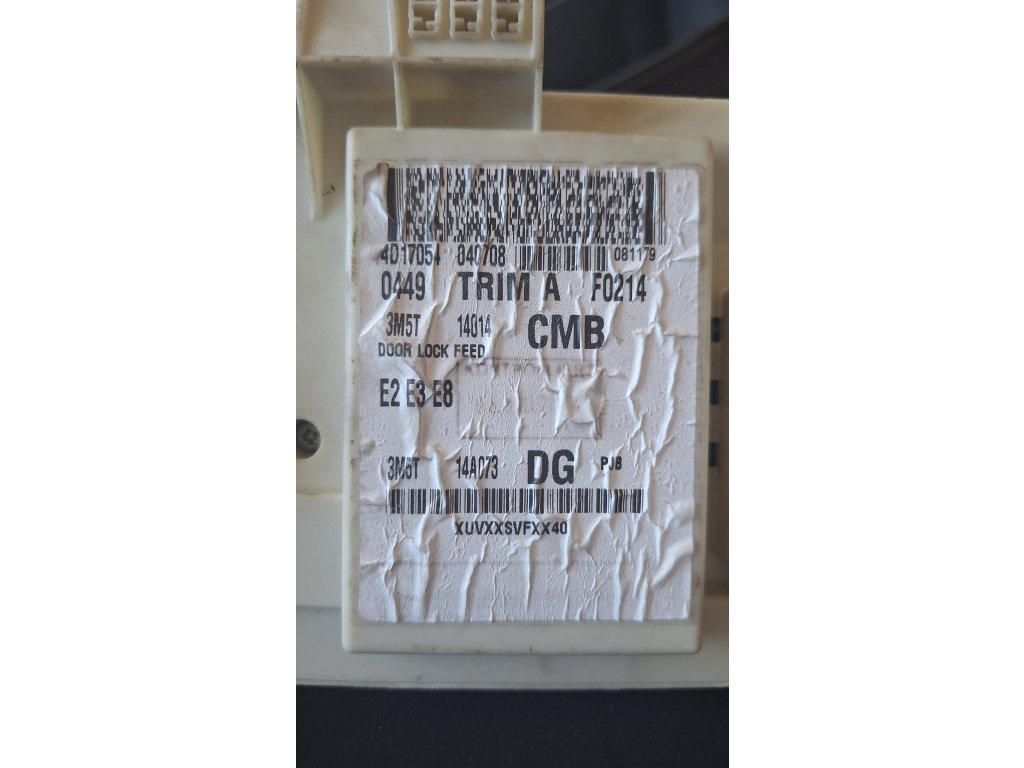 4D17054 040708 081179
0449 TRIM A F0214
3M5T 14014 CMB
DOOR LOCK FEED
E2 E3 E8
3M5T 14A073 DG PJB
XUVXXSVFXX40